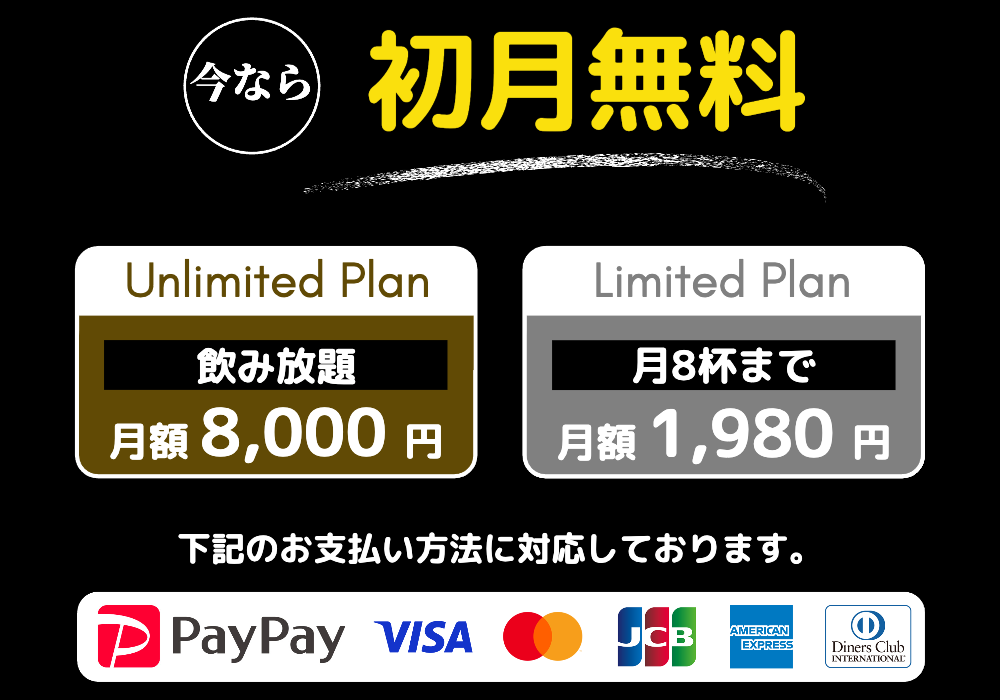 今なら
初月無料
Unlimited Plan
飲み放題
月額 8,000 円
Limited Plan
月8杯まで
月額 1,980 円
下記のお支払い方法に対応しております。
PayPay VISA JCB AMERICAN EXPRESS Diners Club INTERNATIONAL